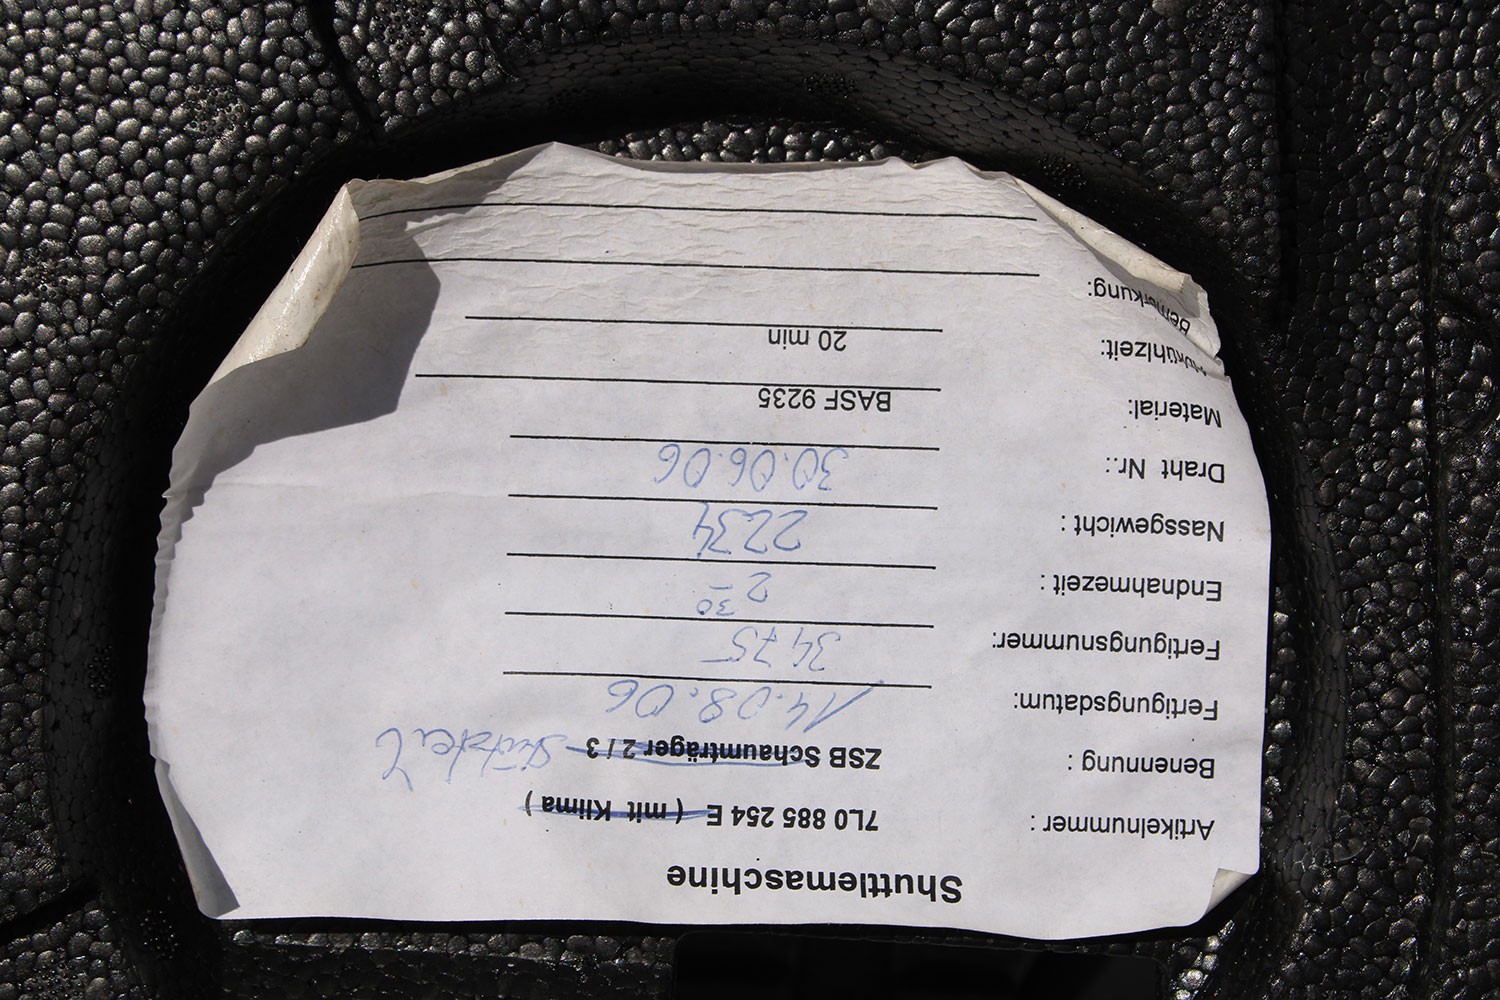 Shuttlemaschine
Artikelnummer : 7L0 885 254 E ( mit Klima )
Benennung : ZSB Schaumträger 2 / 3
Fertigungsdatum: 14.08.06
Fertigungsnummer: 3475
Endnahmezeit : 2 30
Nassgewicht : 2234
Draht Nr.: 30.06.06
Material: BASF 9235
20 min
Bemerkung: